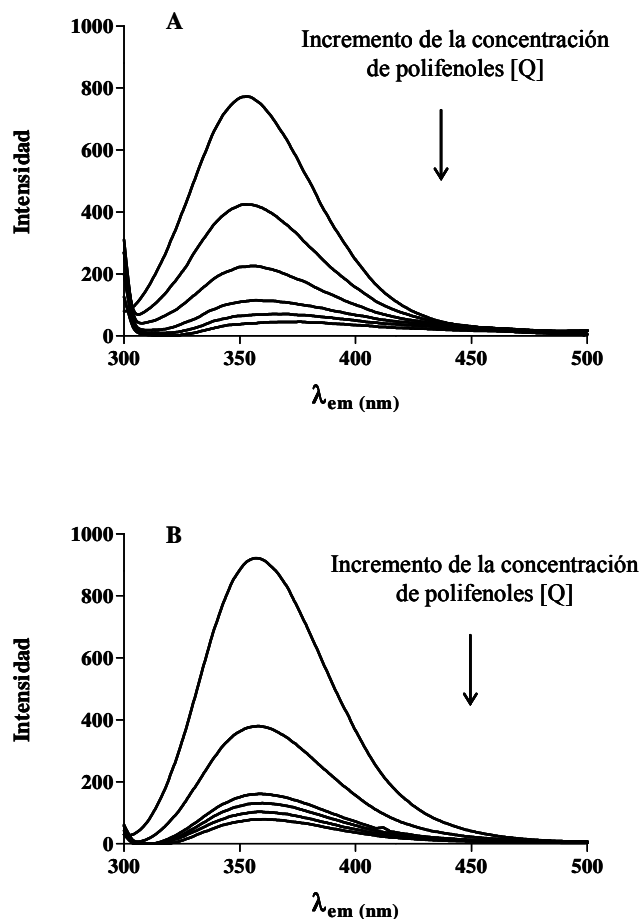 A
Incremento de la concentración
de polifenoles [Q]
Intensidad
1000
800
600
400
200
0
300
350
400
450
500
λem (nm)
B
Incremento de la concentración
de polifenoles [Q]
Intensidad
1000
800
600
400
200
0
300
350
400
450
500
λem (nm)